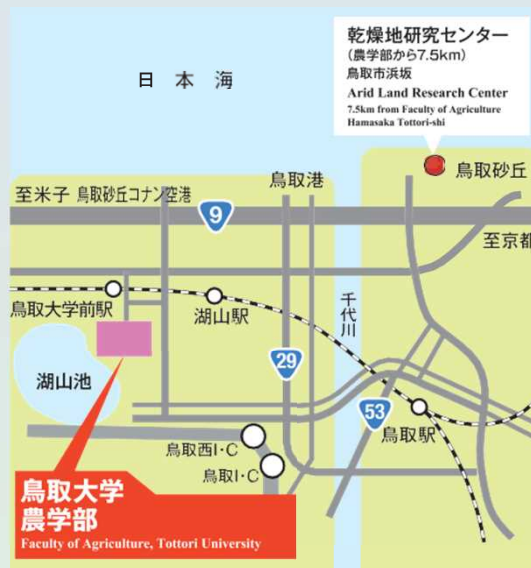 乾燥地研究センター
(農学部から7.5km)
鳥取市浜坂
Arid Land Research Center
7.5km from Faculty of Agriculture
Hamasaka Tottori-shi
日本海
鳥取砂丘
鳥取港
至米子 鳥取砂丘コナン空港
9
至京都
鳥取大学前駅
湖山駅
千代川
湖山池
29
53
鳥取駅
鳥取西I・C
鳥取I・C
鳥取大学
農学部
Faculty of Agriculture, Tottori University